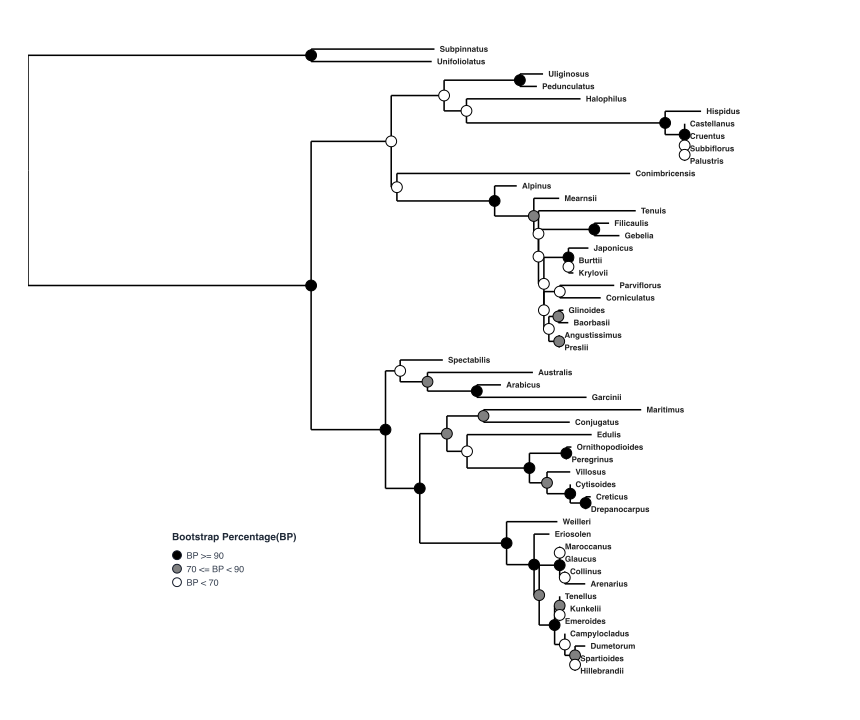 Subpinnatus
Unifoliolatus
Uliginosus
Pedunculatus
Halophilus
Hispidus
Castellanus
Cruentus
Subbiflorus
Palustris
Conimbricensis
Alpinus
Mearnsii
Tenuis
Filicaulis
Gebelia
Japonicus
Burttii
Krylovii
Parviflorus
Corniculatus
Glinoides
Baorbasii
Angustissimus
Preslii
Spectabilis
Australis
Arabicus
Garcinii
Maritimus
Conjugatus
Edulis
Ornithopodioides
Peregrinus
Villosus
Cytisoides
Creticus
Drepanocarpus
Weilleri
Eriosolen
Maroccanus
Glaucus
Collinus
Arenarius
Tenellus
Kunkelii
Emeroides
Campylocladus
Dumetorum
Spartioides
Hillebrandii
Bootstrap Percentage(BP)
BP >= 90
70 <= BP < 90
BP < 70